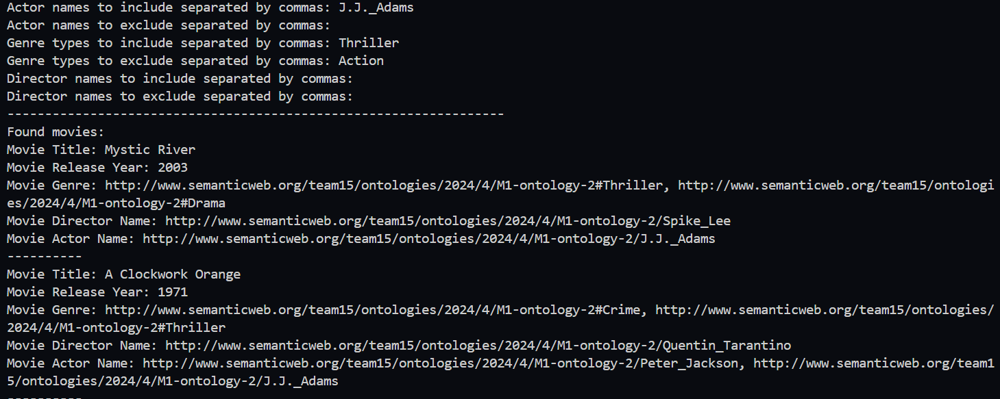 Actor names to include separated by commas: J.J._Adams
Actor names to exclude separated by commas:
Genre types to include separated by commas: Thriller
Genre types to exclude separated by commas: Action
Director names to include separated by commas:
Director names to exclude separated by commas:
------------------------------------------------------------------
Found movies:
Movie Title: Mystic River
Movie Release Year: 2003
Movie Genre: http://www.semanticweb.org/team15/ontologies/2024/4/M1-ontology-2#Thriller, http://www.semanticweb.org/team15/ontologi
es/2024/4/M1-ontology-2#Drama
Movie Director Name: http://www.semanticweb.org/team15/ontologies/2024/4/M1-ontology-2/Spike_Lee
Movie Actor Name: http://www.semanticweb.org/team15/ontologies/2024/4/M1-ontology-2/J.J._Adams
----------
Movie Title: A Clockwork Orange
Movie Release Year: 1971
Movie Genre: http://www.semanticweb.org/team15/ontologies/2024/4/M1-ontology-2#Crime, http://www.semanticweb.org/team15/ontologies/
2024/4/M1-ontology-2#Thriller
Movie Director Name: http://www.semanticweb.org/team15/ontologies/2024/4/M1-ontology-2/Quentin_Tarantino
Movie Actor Name: http://www.semanticweb.org/team15/ontologies/2024/4/M1-ontology-2/Peter_Jackson, http://www.semanticweb.org/team1
5/ontologies/2024/4/M1-ontology-2/J.J._Adams
----------